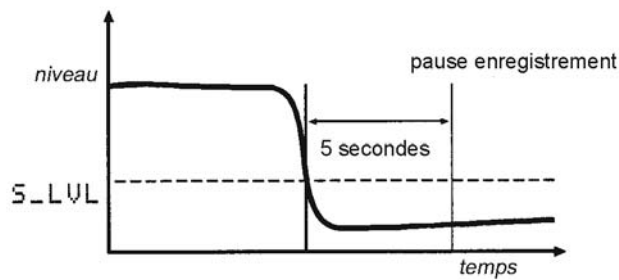 niveau
pause enregistrement
5 secondes
S_LVL
temps